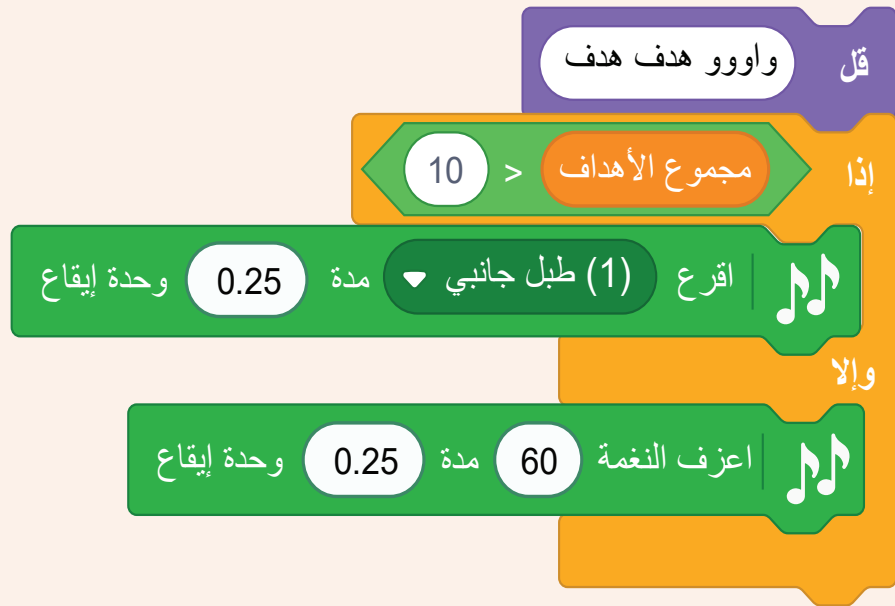 قل واووو هدف هدف
إذا مجموع الأهداف > 10
اقرع (1) طبل جانبي مدة 0.25 وحدة إيقاع
وإلا
اعزف النغمة 60 مدة 0.25 وحدة إيقاع